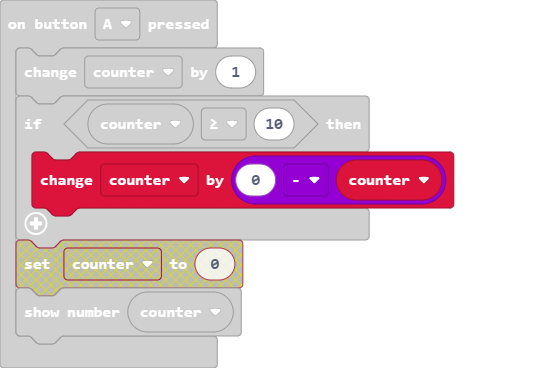 on button A pressed
change counter by 1
if counter ≥ 10 then
change counter by 0 - counter
set counter to 0
show number counter